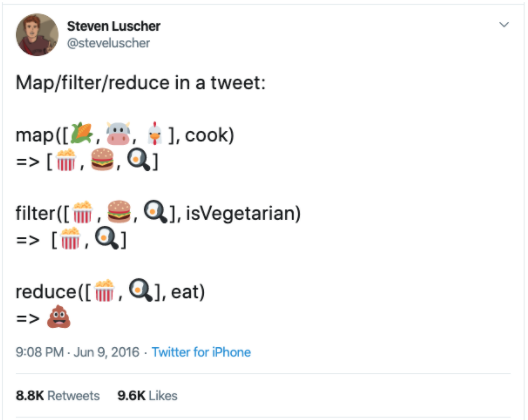 Steven Luscher
@steveluscher
Map/filter/reduce in a tweet:
map([🌽, 🐮, 🐔], cook)
=> [🍿, 🍔, 🍳]
filter([🍿, 🍔, 🍳], isVegetarian)
=> [🍿, 🍳]
reduce([🍿, 🍳], eat)
=> 💩
9:08 PM · Jun 9, 2016 · Twitter for iPhone
8.8K Retweets 9.6K Likes